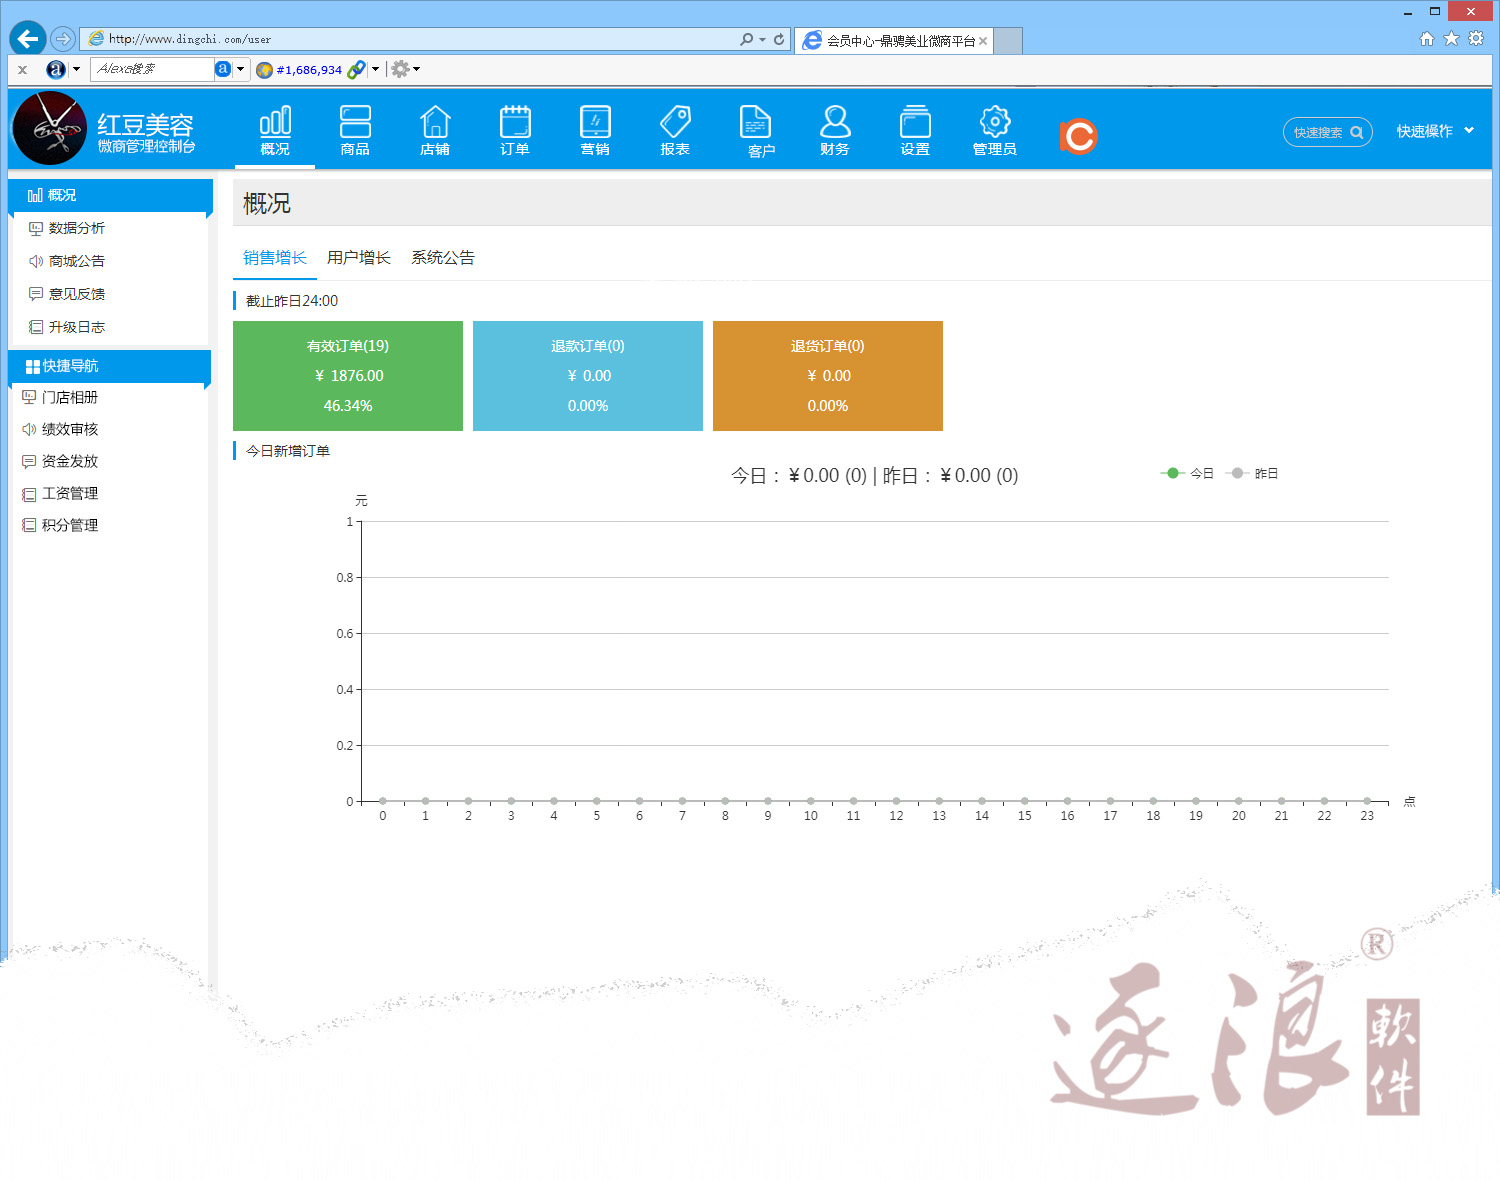 http://www.dingchi.com/user
会员中心-鼎骋美业微商平台
Alexa搜索
#1,686,934
红豆美容
微商管理控制台
概况
商品
店铺
订单
营销
报表
客户
财务
设置
管理员
快速搜索
快速操作
概况
数据分析
商城公告
意见反馈
升级日志
快捷导航
门店相册
绩效审核
资金发放
工资管理
积分管理
概况
销售增长 用户增长 系统公告
截止昨日24:00
有效订单(19)
¥ 1876.00
46.34%
退款订单(0)
¥ 0.00
0.00%
退货订单(0)
¥ 0.00
0.00%
今日新增订单
今日：¥0.00 (0) | 昨日：¥0.00 (0)
今日 昨日
元
1
0.8
0.6
0.4
0.2
0
0 1 2 3 4 5 6 7 8 9 10 11 12 13 14 15 16 17 18 19 20 21 22 23
点
逐浪®
軟件